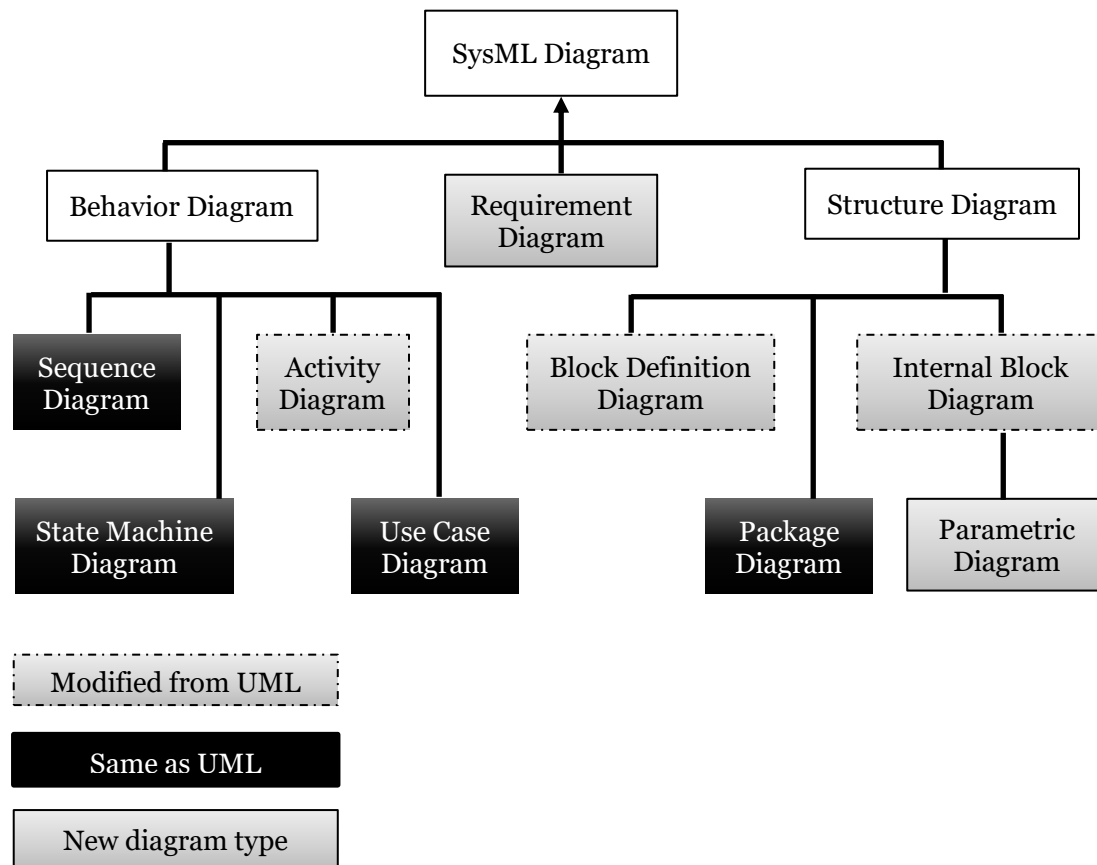 SysML Diagram
Behavior Diagram
Requirement
Diagram
Structure Diagram
Sequence
Diagram
Activity
Diagram
Block Definition
Diagram
Internal Block
Diagram
State Machine
Diagram
Use Case
Diagram
Package
Diagram
Parametric
Diagram
Modified from UML
Same as UML
New diagram type